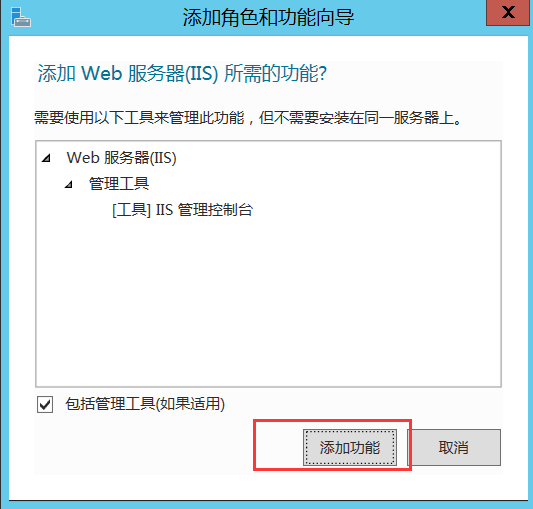 添加角色和功能向导
X
添加 Web 服务器(IIS) 所需的功能?
需要使用以下工具来管理此功能，但不需要安装在同一服务器上。
Web 服务器(IIS)
管理工具
[工具] IIS 管理控制台
包括管理工具(如果适用)
添加功能
取消